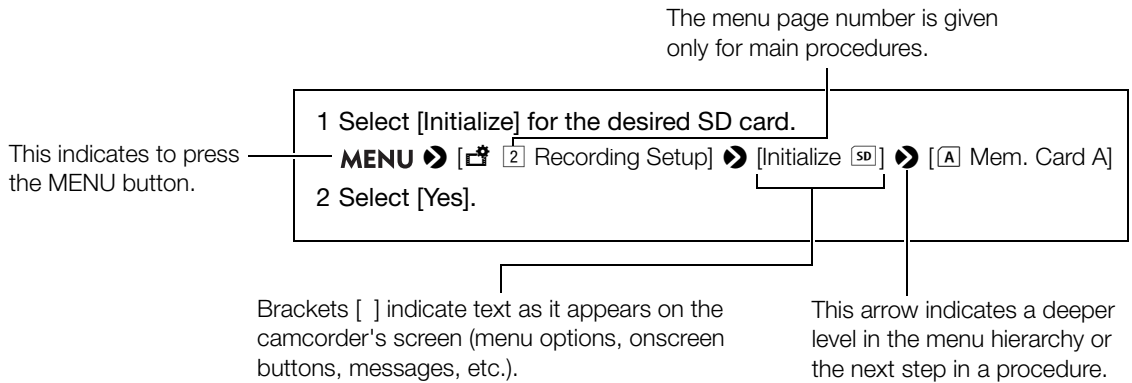 The menu page number is given
only for main procedures.
1 Select [Initialize] for the desired SD card.
MENU > [2 Recording Setup] > [Initialize SD] > [A Mem. Card A]
2 Select [Yes].
This indicates to press
the MENU button.
Brackets [ ] indicate text as it appears on the
camcorder's screen (menu options, onscreen
buttons, messages, etc.).
This arrow indicates a deeper
level in the menu hierarchy or
the next step in a procedure.